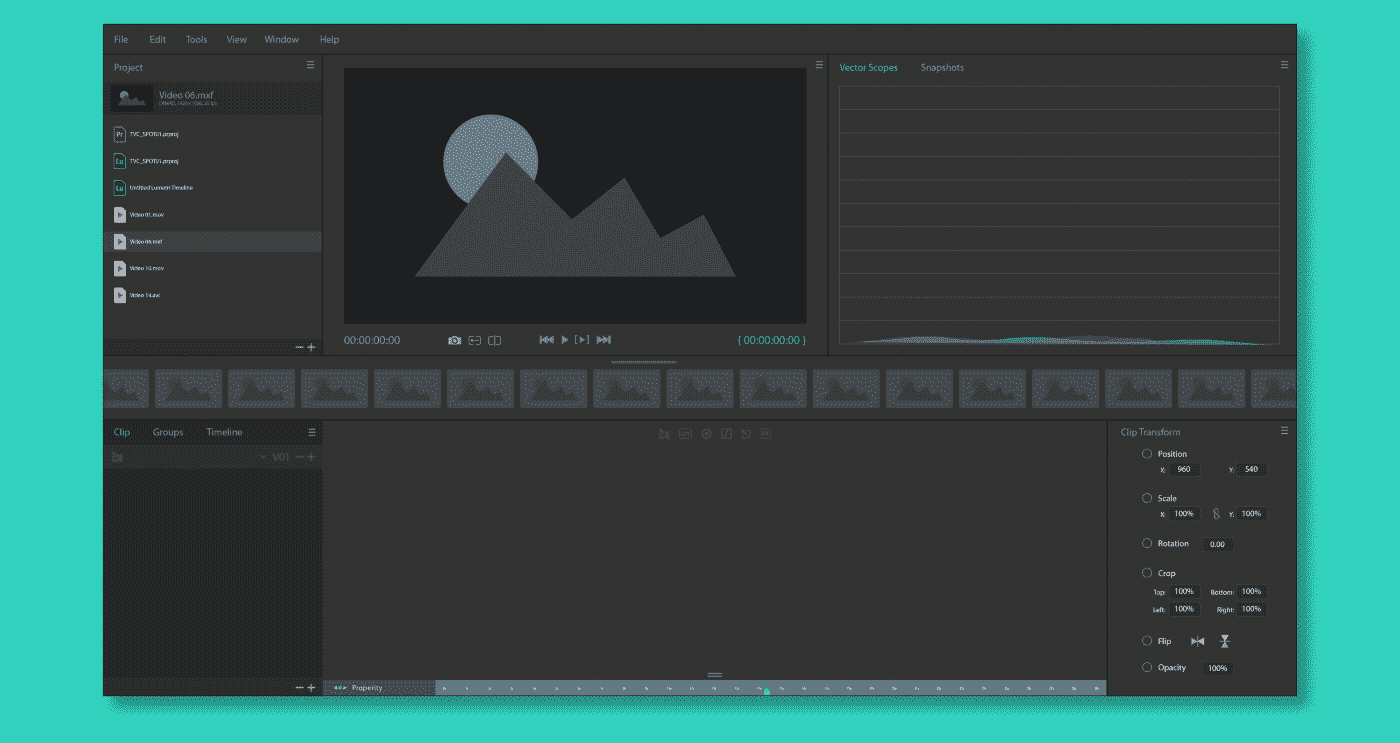 File Edit Tools View Window Help
Project
Video 06.mxf
Pr TVC_SPOT01.prproj
Lu TVC_SPOT01.prproj
Lu Untitled Lumetri Timeline
Video 01.mov
Video 06.mxf
Video 10.mov
Video 14.avi
00:00:00:00
{ 00:00:00:00 }
Vector Scopes Snapshots
Clip Groups Timeline
V01
Properity
Clip Transform
Position
X: 960 Y: 540
Scale
X: 100% Y: 100%
Rotation 0.00
Crop
Top: 100% Bottom: 100%
Left: 100% Right: 100%
Flip
Opacity 100%